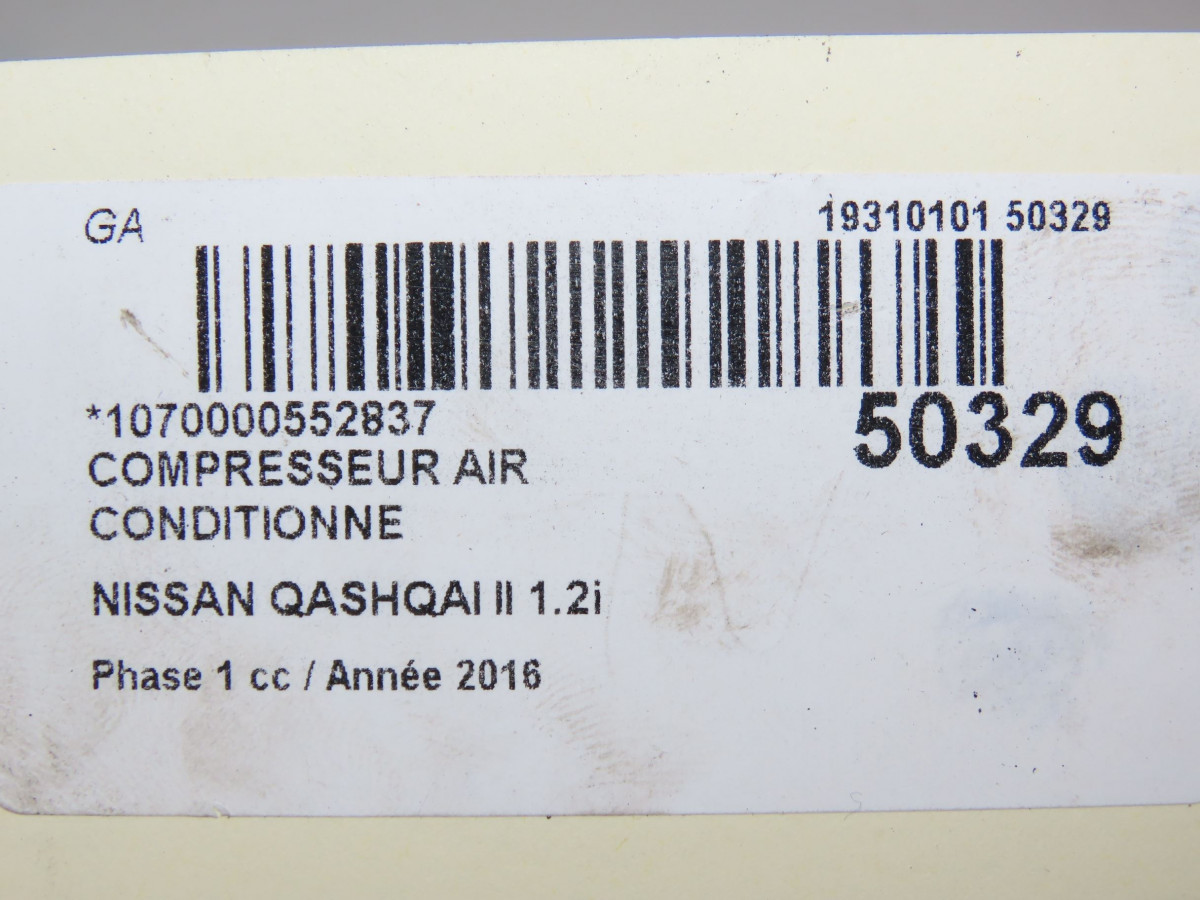 GA
19310101 50329
*1070000552837
50329
COMPRESSEUR AIR
CONDITIONNE
NISSAN QASHQAI II 1.2i
Phase 1 cc / Année 2016